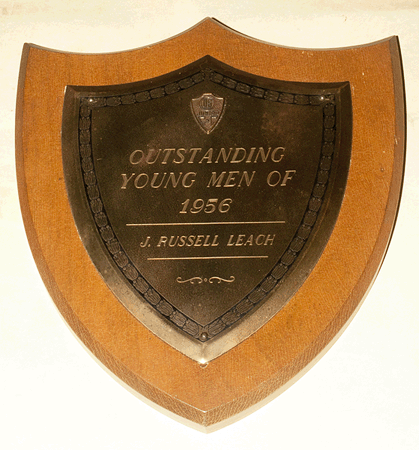 OUTSTANDING
YOUNG MEN OF
1956
J. RUSSELL LEACH